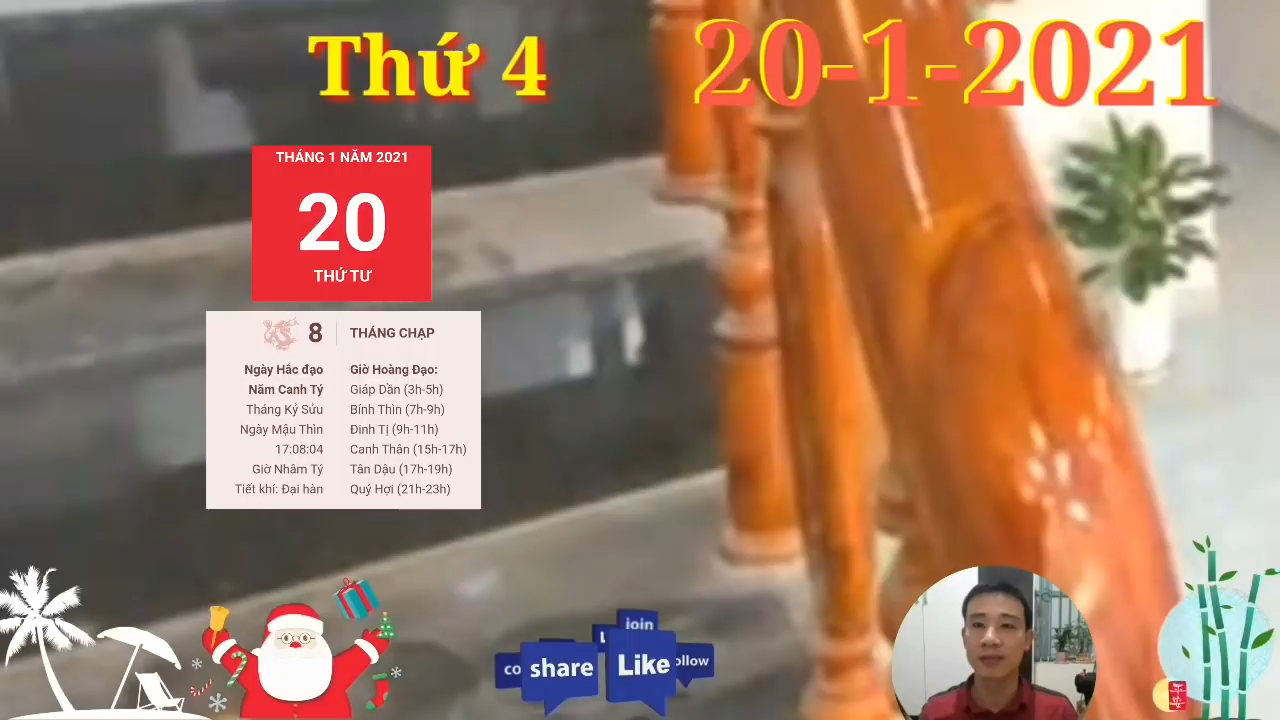 Thứ 4
20-1-2021
THÁNG 1 NĂM 2021
20
THỨ TƯ
8
THÁNG CHẠP
Ngày Hắc đạo
Năm Canh Tý
Tháng Kỷ Sửu
Ngày Mậu Thìn
17:08:04
Giờ Nhâm Tý
Tiết khí: Đại hàn
Giờ Hoàng Đạo:
Giáp Dần (3h-5h)
Bính Thìn (7h-9h)
Đinh Tị (9h-11h)
Canh Thân (15h-17h)
Tân Dậu (17h-19h)
Quý Hợi (21h-23h)
join
share
Like